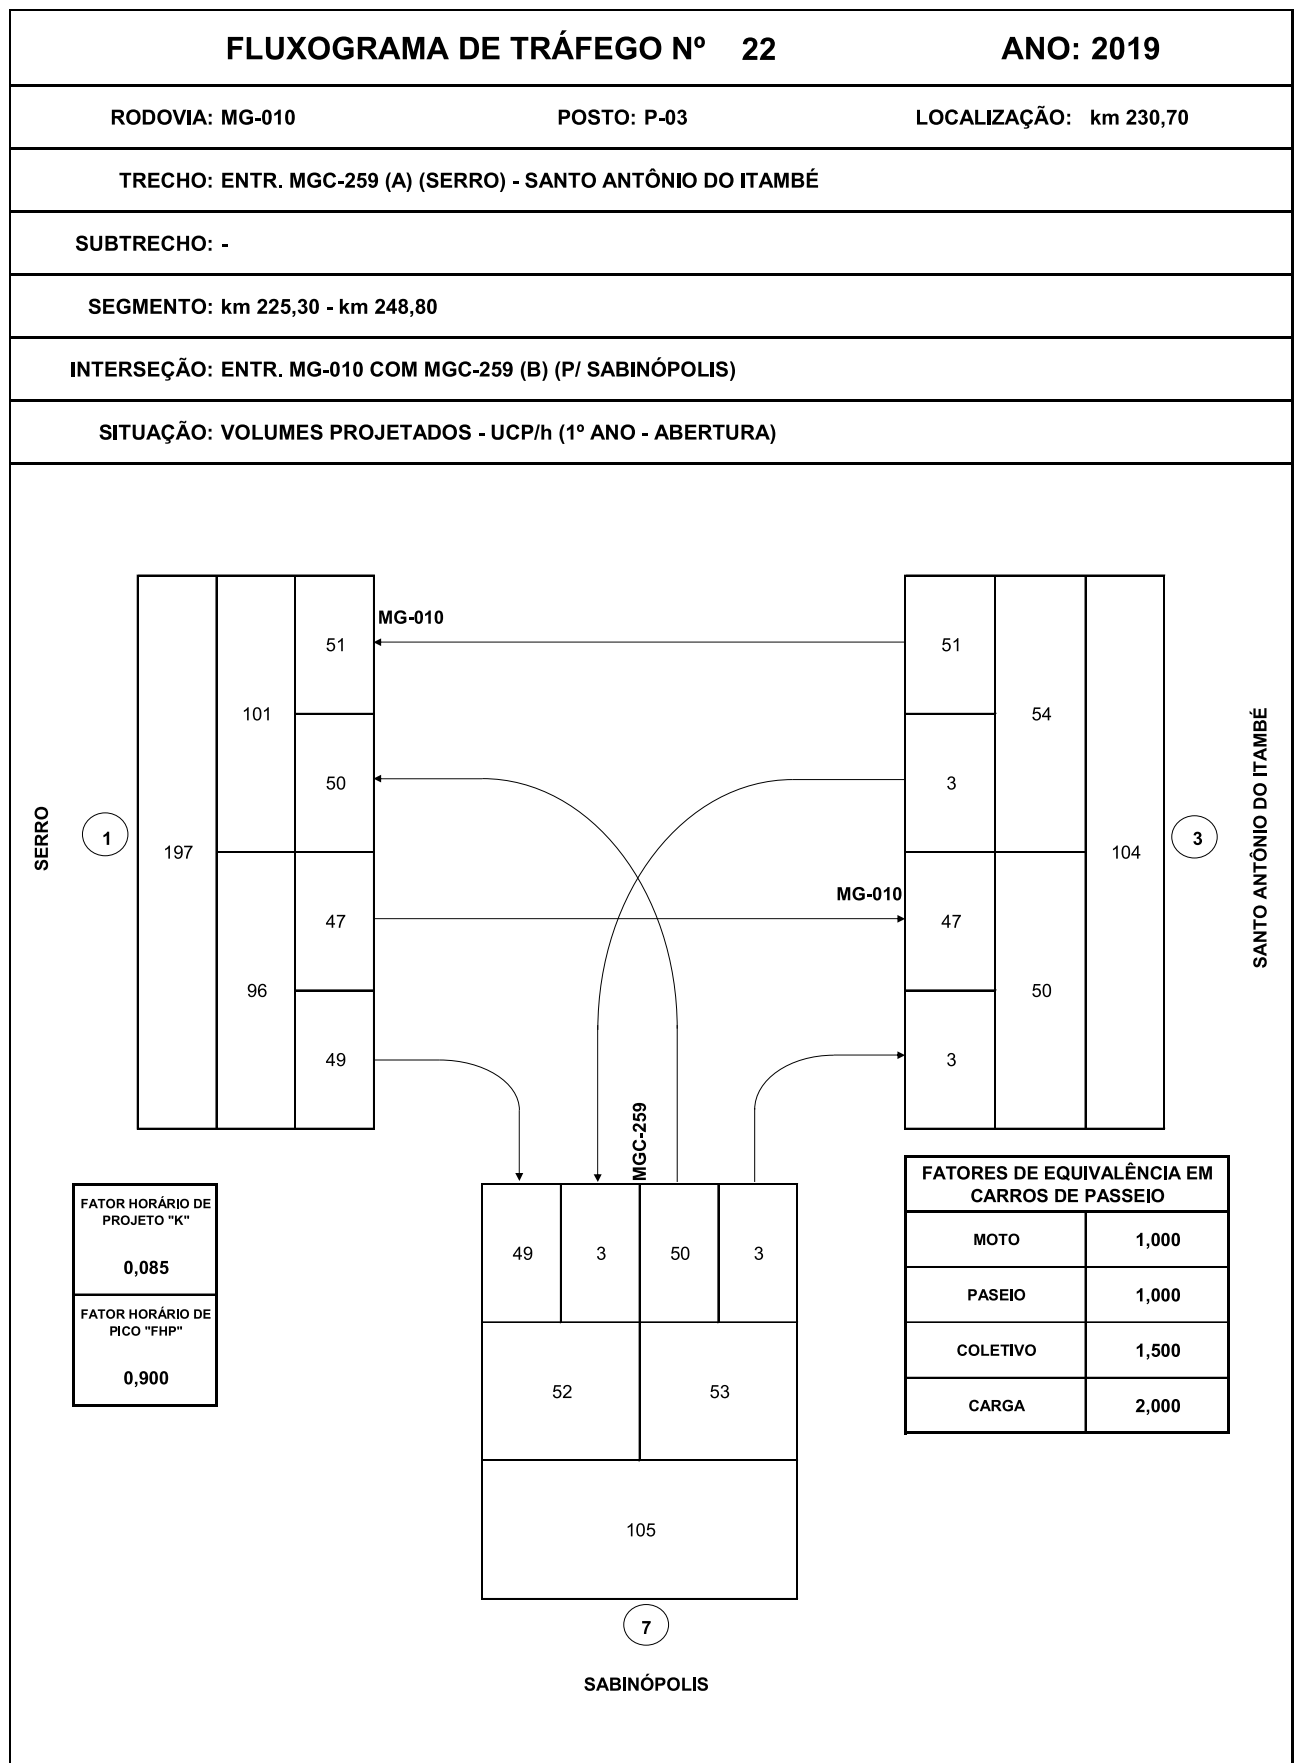 FLUXOGRAMA DE TRÁFEGO Nº 22 ANO: 2019
RODOVIA: MG-010 POSTO: P-03 LOCALIZAÇÃO: km 230,70
TRECHO: ENTR. MGC-259 (A) (SERRO) - SANTO ANTÔNIO DO ITAMBÉ
SUBTRECHO: -
SEGMENTO: km 225,30 - km 248,80
INTERSEÇÃO: ENTR. MG-010 COM MGC-259 (B) (P/ SABINÓPOLIS)
SITUAÇÃO: VOLUMES PROJETADOS - UCP/h (1º ANO - ABERTURA)
SERRO
1
197
101
96
51
50
47
49
MG-010
MG-010
51
3
47
3
54
50
104
3
SANTO ANTÔNIO DO ITAMBÉ
MGC-259
49 3 50 3
52 53
105
7
SABINÓPOLIS
FATOR HORÁRIO DE
PROJETO "K"
0,085
FATOR HORÁRIO DE
PICO "FHP"
0,900
FATORES DE EQUIVALÊNCIA EM
CARROS DE PASSEIO
MOTO 1,000
PASEIO 1,000
COLETIVO 1,500
CARGA 2,000